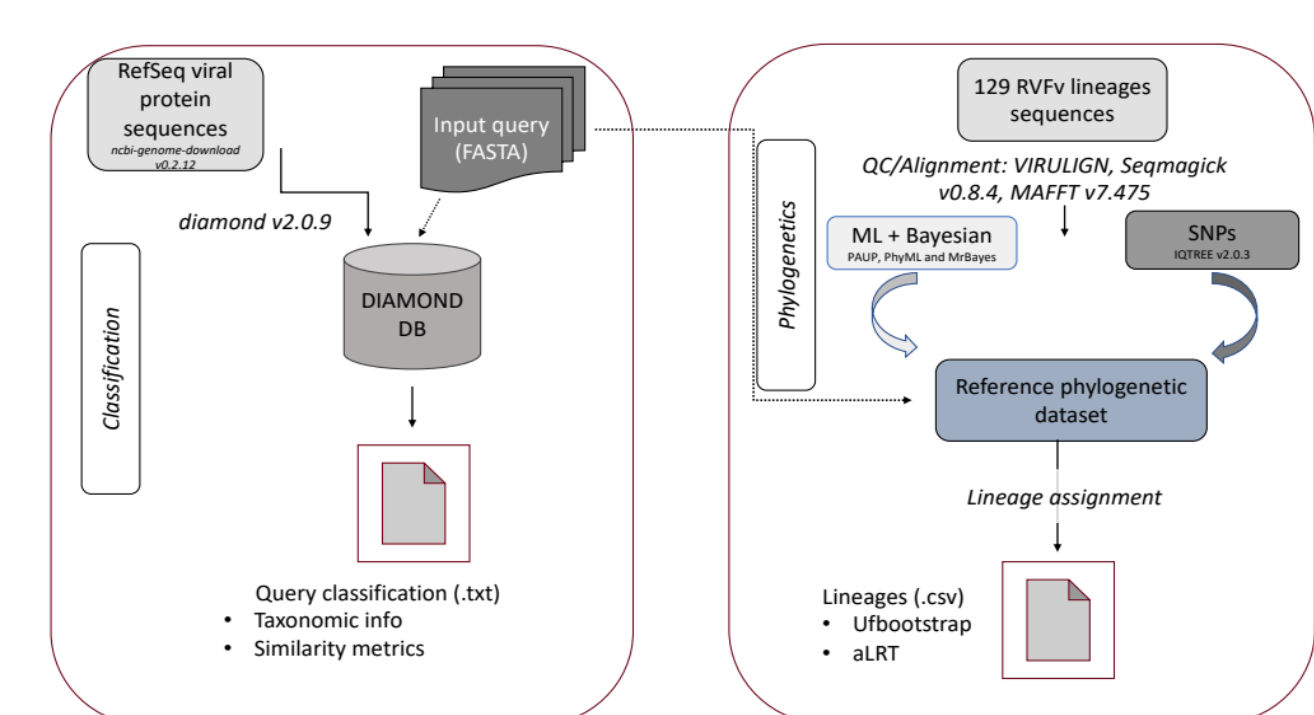 RefSeq viral
protein
sequences
ncbi-genome-download
v0.2.12
Input query
(FASTA)
diamond v2.0.9
DIAMOND
DB
Classification
Query classification (.txt)
• Taxonomic info
• Similarity metrics
129 RVFv lineages
sequences
QC/Alignment: VIRULIGN, Seqmagick
v0.8.4, MAFFT v7.475
Phylogenetics
ML + Bayesian
PAUP, PhyML and MrBayes
SNPs
IQTREE v2.0.3
Reference phylogenetic
dataset
Lineage assignment
Lineages (.csv)
• Ufbootstrap
• aLRT